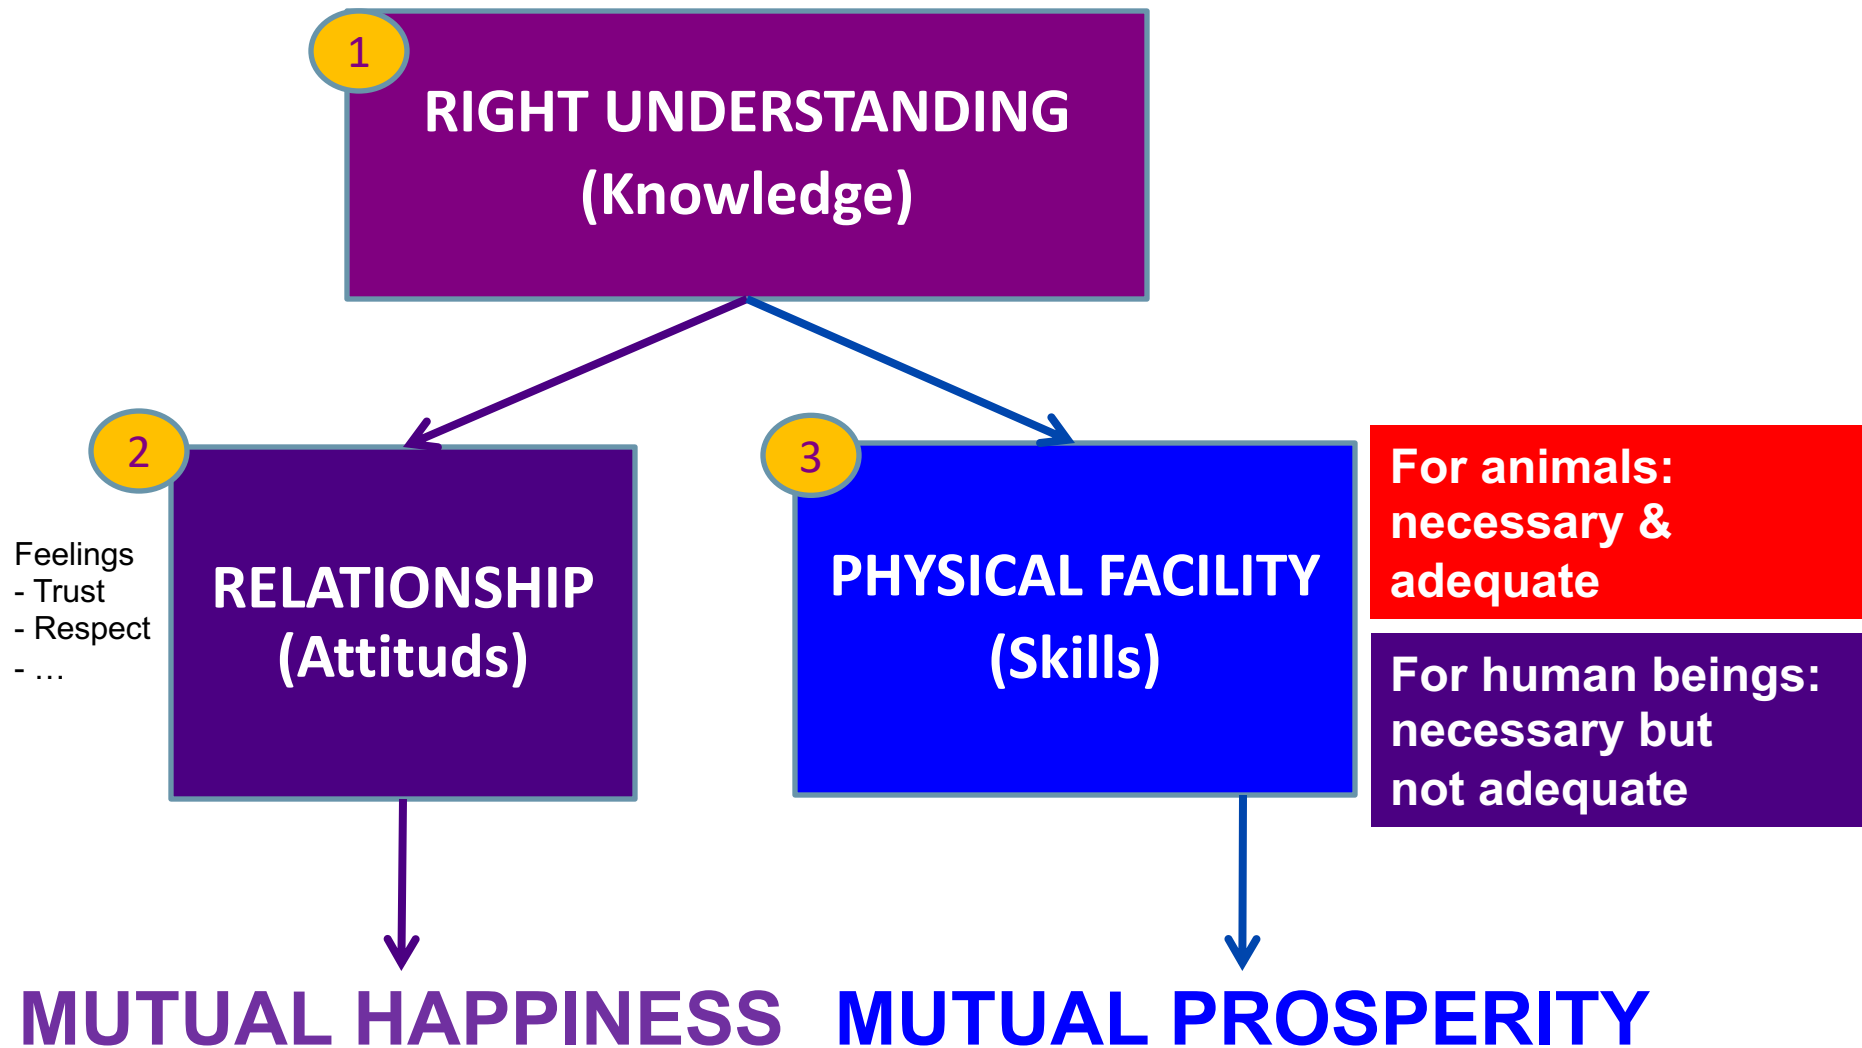 1
RIGHT UNDERSTANDING
(Knowledge)
2
Feelings
- Trust
- Respect
- …
RELATIONSHIP
(Attituds)
3
PHYSICAL FACILITY
(Skills)
For animals:
necessary &
adequate
For human beings:
necessary but
not adequate
MUTUAL HAPPINESS
MUTUAL PROSPERITY